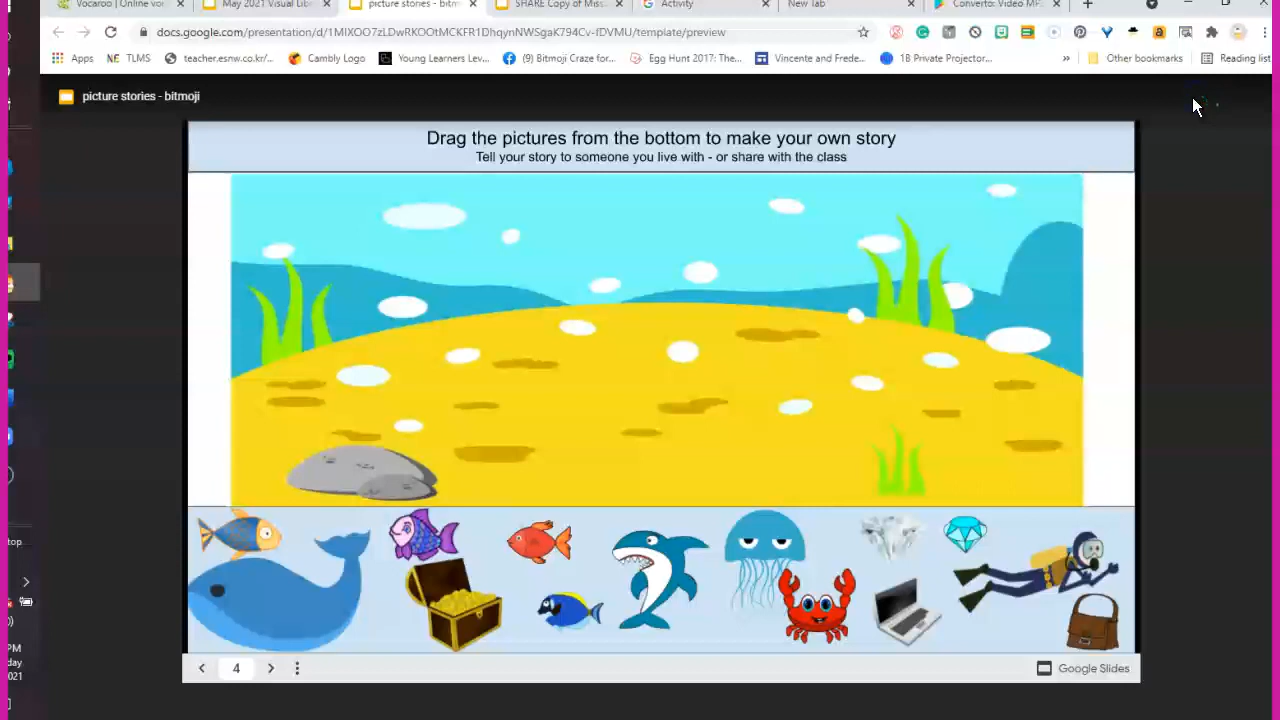 Vocaroo | Online voi
May 2021 Visual Libr
picture stories - bitm
SHARE Copy of Miss
Activity
New Tab
Converto: Video MP
docs.google.com/presentation/d/1MIXOO7zLDwRKDOtMCKFR1DhqynNWSgaK794Cv-fDVMU/template/preview
Apps
TLMS
teacher.esnw.co.kr/...
Cambly Logo
Young Learners Lev...
(9) Bitmoji Craze for...
Egg Hunt 2017: The...
Vincente and Frede...
18 Private Projector...
»
Other bookmarks
Reading list
picture stories - bitmoji
Drag the pictures from the bottom to make your own story
Tell your story to someone you live with - or share with the class
4
Google Slides